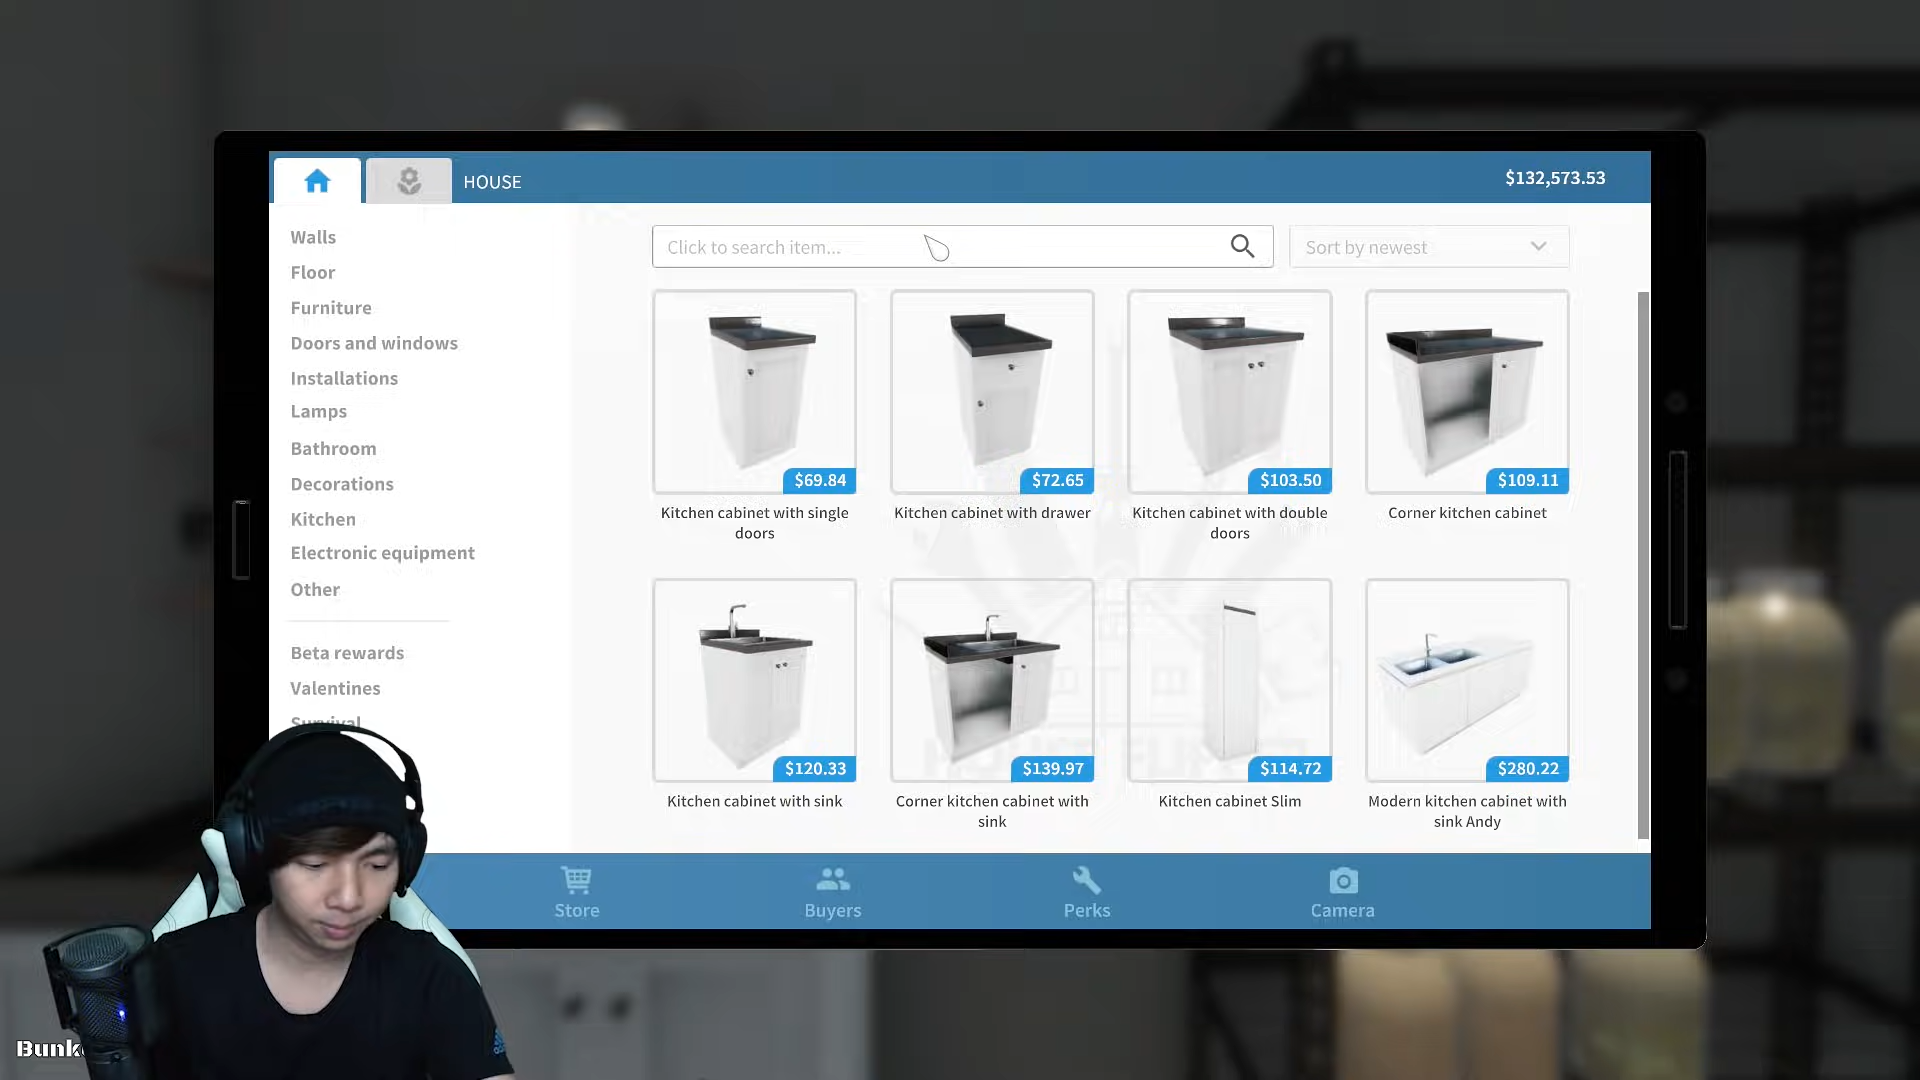 HOUSE
$132,573.53
Click to search item...
Sort by newest
Walls
Floor
Furniture
Doors and windows
Installations
Lamps
Bathroom
Decorations
Kitchen
Electronic equipment
Other
Beta rewards
Valentines
Survival
$69.84
Kitchen cabinet with single
doors
$72.65
Kitchen cabinet with drawer
$103.50
Kitchen cabinet with double
doors
$109.11
Corner kitchen cabinet
$120.33
Kitchen cabinet with sink
$139.97
Corner kitchen cabinet with
sink
$114.72
Kitchen cabinet Slim
$280.22
Modern kitchen cabinet with
sink Andy
Store
Buyers
Perks
Camera